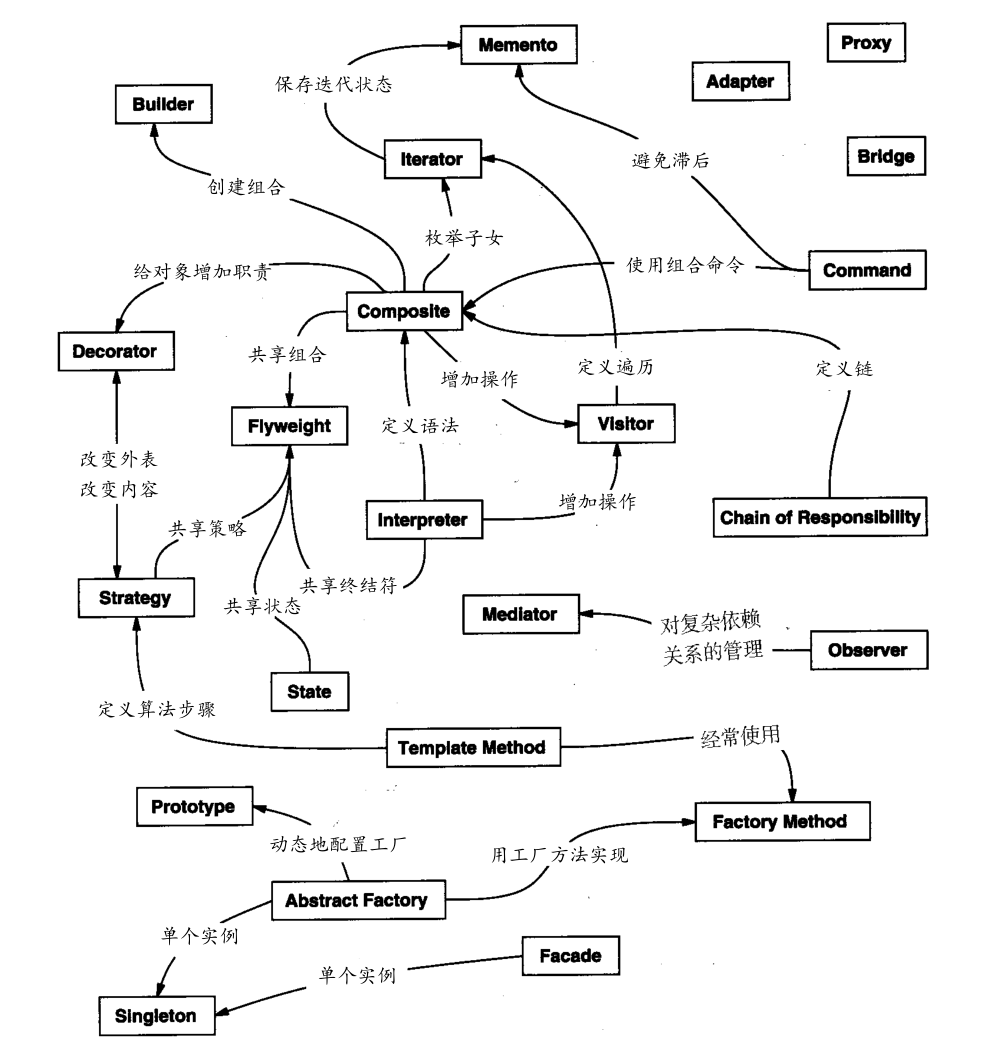 Memento
Proxy
Adapter
保存迭代状态
Builder
Iterator
避免滞后
Bridge
创建组合
枚举子女
给对象增加职责
使用组合命令
Command
Composite
Decorator
共享组合
增加操作
定义遍历
定义链
Flyweight
定义语法
Visitor
改变外表
改变内容
增加操作
Interpreter
Chain of Responsibility
共享策略
共享终结符
Strategy
共享状态
Mediator
对复杂依赖
关系的管理
Observer
State
定义算法步骤
Template Method
经常使用
Prototype
Factory Method
动态地配置工厂
用工厂方法实现
Abstract Factory
单个实例
Facade
单个实例
Singleton